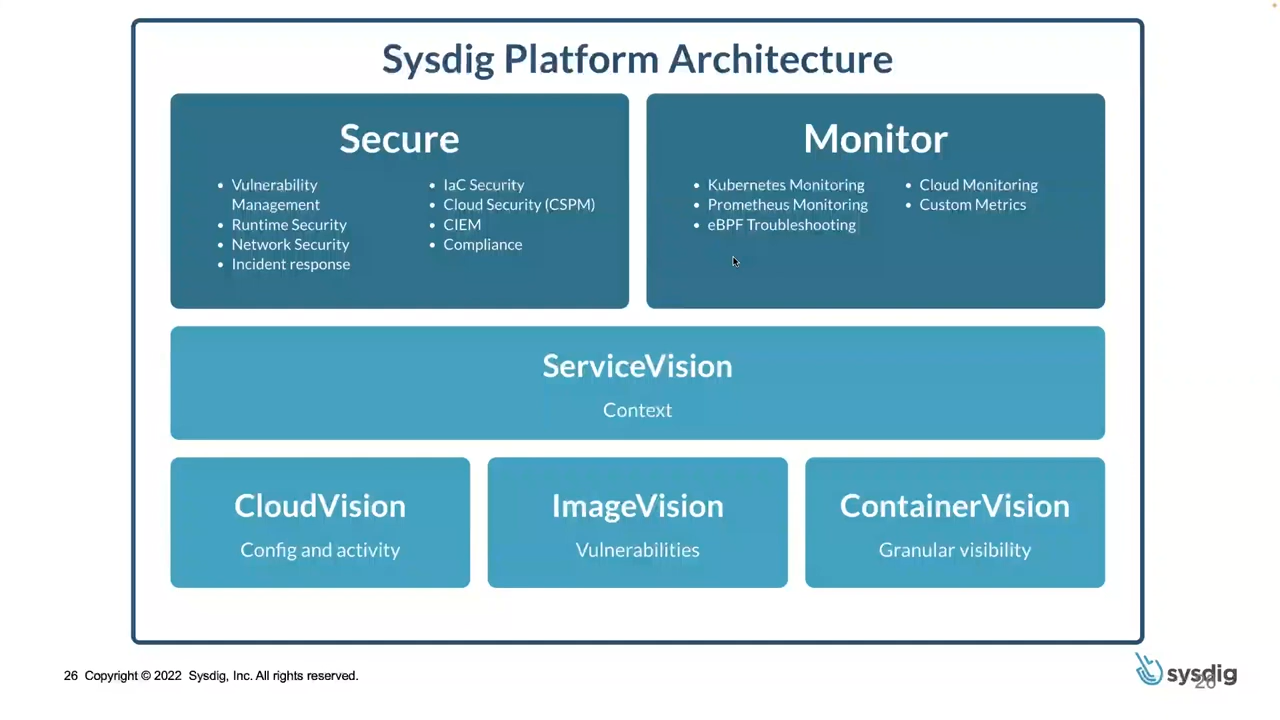 Sysdig Platform Architecture
Secure
• Vulnerability
Management
• Runtime Security
• Network Security
• Incident response
• IaC Security
• Cloud Security (CSPM)
• CIEM
• Compliance
Monitor
• Kubernetes Monitoring
• Prometheus Monitoring
• eBPF Troubleshooting
• Cloud Monitoring
• Custom Metrics
ServiceVision
Context
CloudVision
Config and activity
ImageVision
Vulnerabilities
ContainerVision
Granular visibility
26 Copyright © 2022 Sysdig, Inc. All rights reserved.
sysdig
26